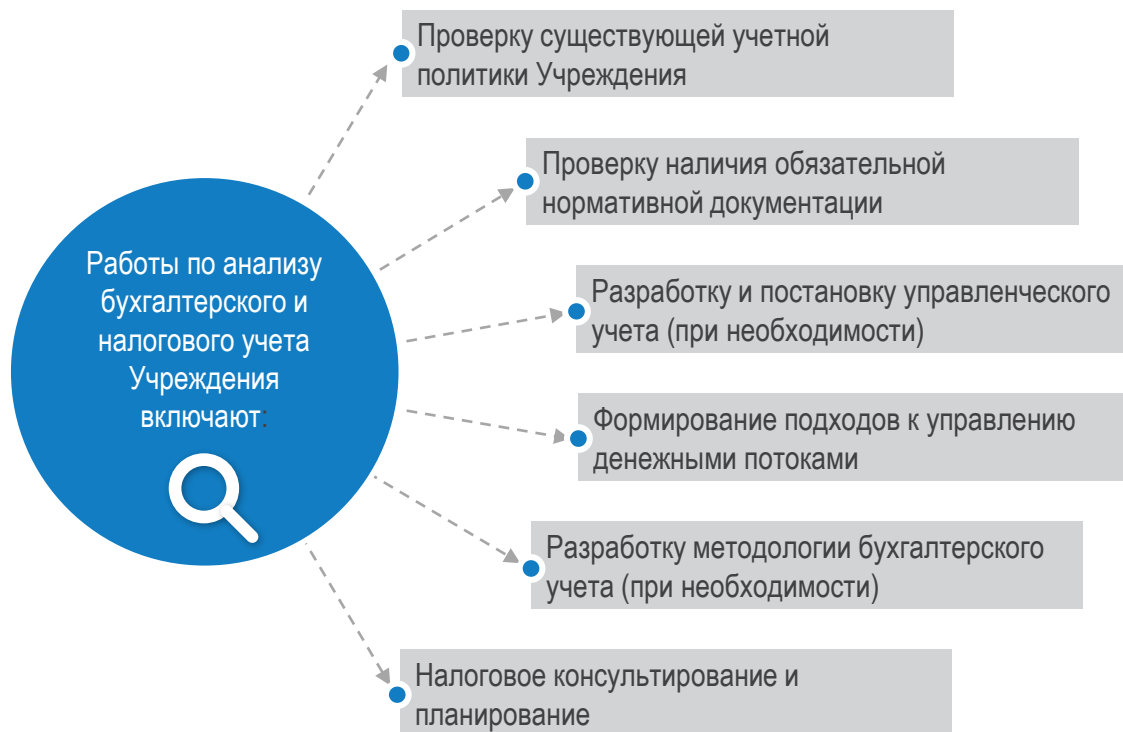 Работы по анализу
бухгалтерского и
налогового учета
Учреждения
включают:
Проверку существующей учетной
политики Учреждения
Проверку наличия обязательной
нормативной документации
Разработку и постановку управленческого
учета (при необходимости)
Формирование подходов к управлению
денежными потоками
Разработку методологии бухгалтерского
учета (при необходимости)
Налоговое консультирование и
планирование